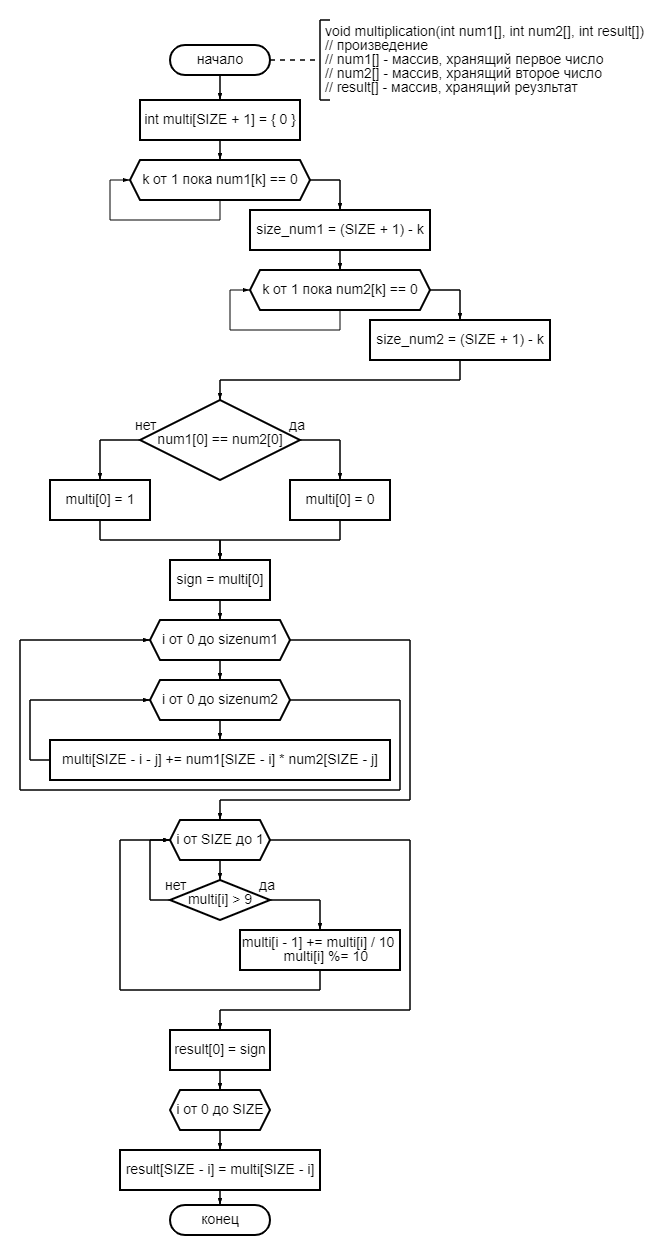 void multiplication(int num1[], int num2[], int result[])
// произведение
// num1[] - массив, хранящий первое число
// num2[] - массив, хранящий второе число
// result[] - массив, хранящий реузльтат
начало
int multi[SIZE + 1] = { 0 }
k от 1 пока num1[k] == 0
size_num1 = (SIZE + 1) - k
k от 1 пока num2[k] == 0
size_num2 = (SIZE + 1) - k
нет
да
num1[0] == num2[0]
multi[0] = 1
multi[0] = 0
sign = multi[0]
i от 0 до sizenum1
i от 0 до sizenum2
multi[SIZE - i - j] += num1[SIZE - i] * num2[SIZE - j]
i от SIZE до 1
нет
да
multi[i] > 9
multi[i - 1] += multi[i] / 10
multi[i] %= 10
result[0] = sign
i от 0 до SIZE
result[SIZE - i] = multi[SIZE - i]
конец